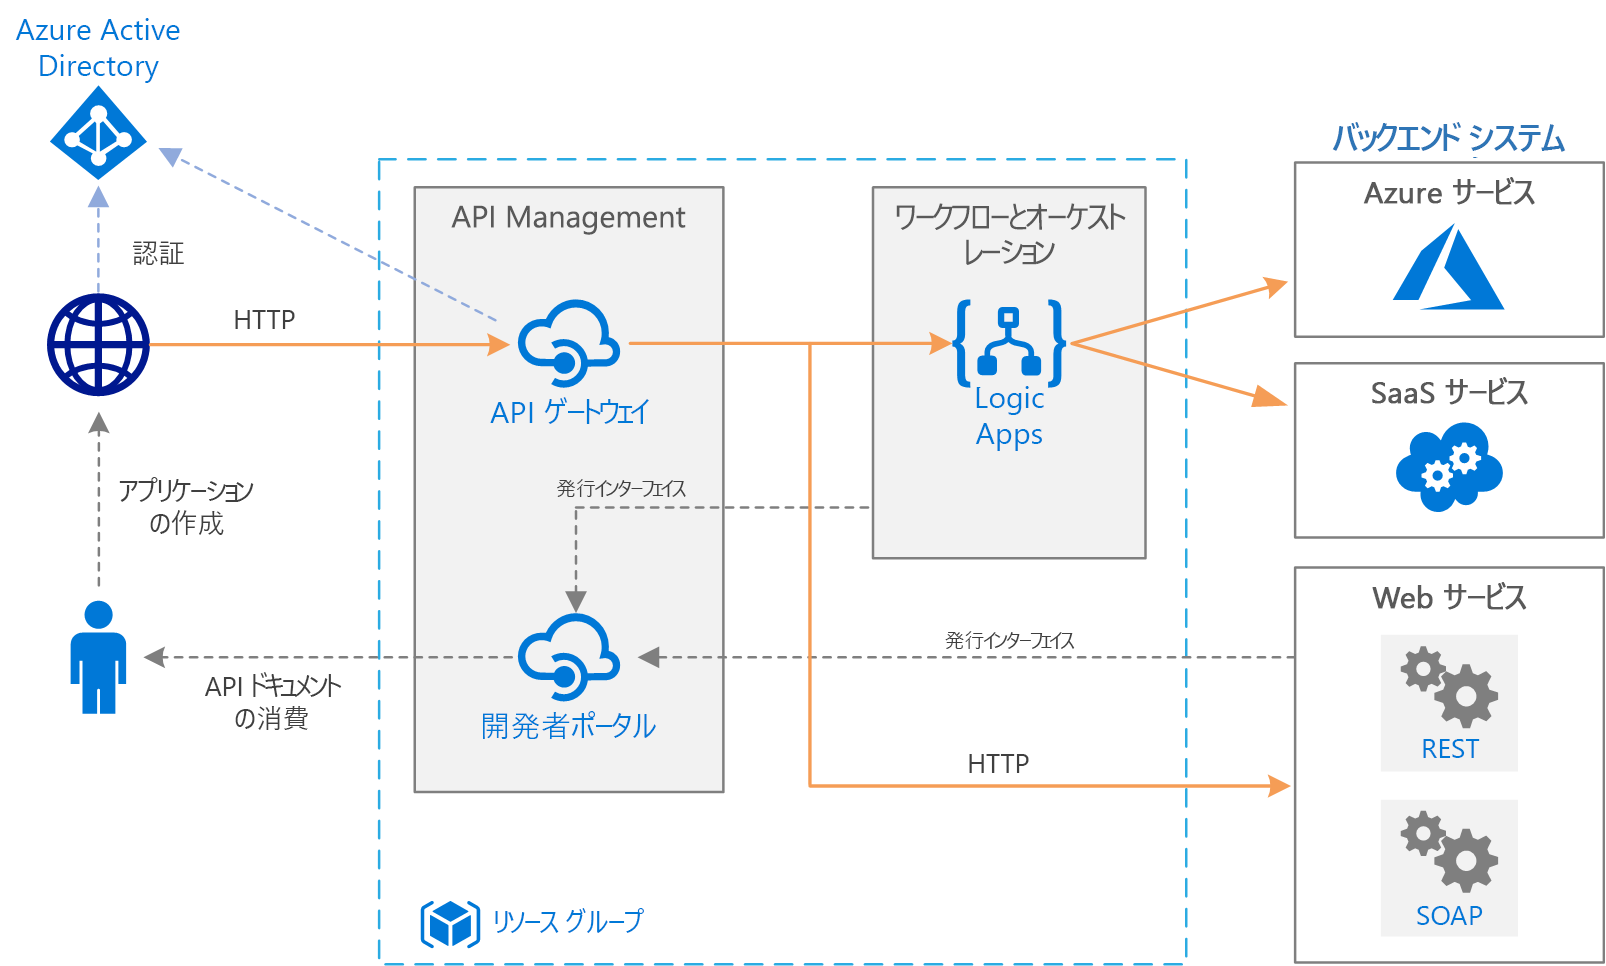 Azure Active
Directory
認証
HTTP
アプリケーション
の作成
API ドキュメント
の消費
API Management
API ゲートウェイ
発行インターフェイス
開発者ポータル
リソース グループ
ワークフローとオーケスト
レーション
Logic
Apps
発行インターフェイス
HTTP
バックエンド システム
Azure サービス
SaaS サービス
Web サービス
REST
SOAP